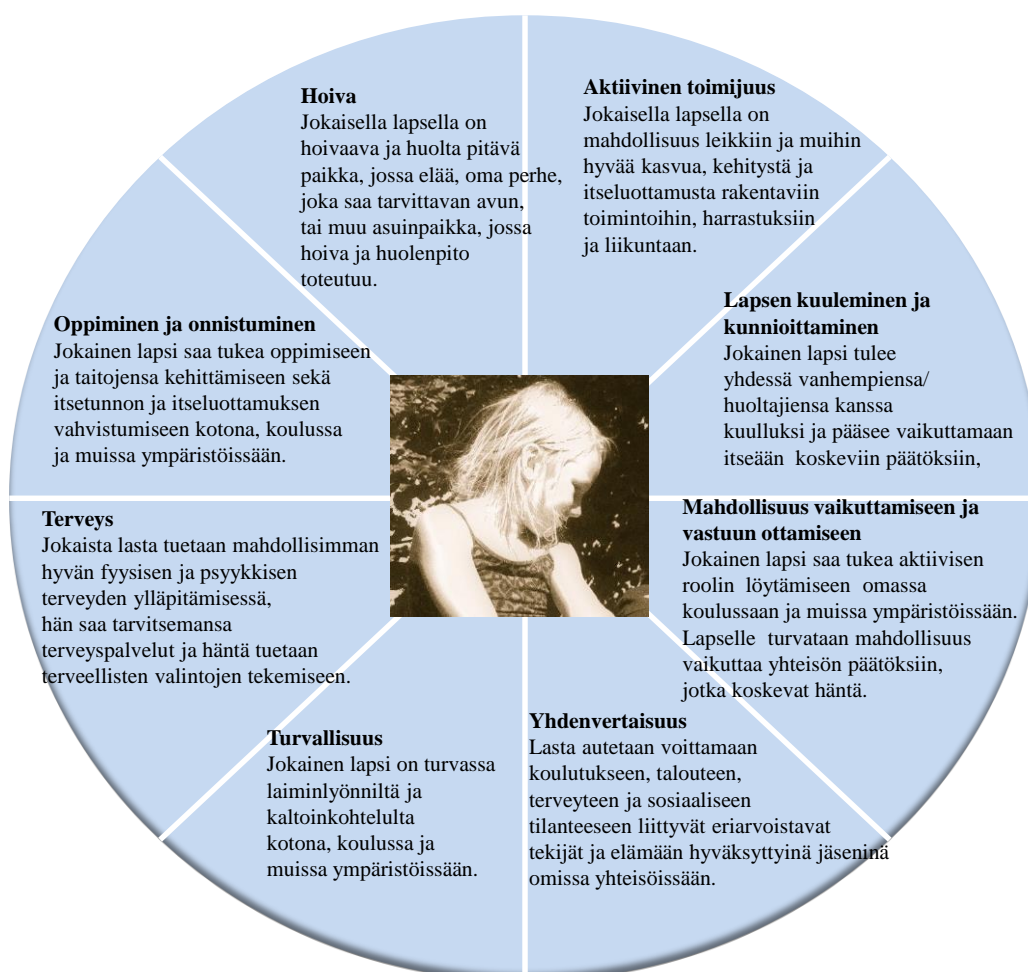 Hoiva
Jokaisella lapsella on
hoivaava ja huolta pitävä
paikka, jossa elää, oma perhe,
joka saa tarvittavan avun,
tai muu asuinpaikka, jossa
hoiva ja huolenpito
toteutuu.
Aktiivinen toimijuus
Jokaisella lapsella on
mahdollisuus leikkiin ja muihin
hyvää kasvua, kehitystä ja
itseluottamusta rakentaviin
toimintoihin, harrastuksiin
ja liikuntaan.
Lapsen kuuleminen ja
kunnioittaminen
Jokainen lapsi tulee
yhdessä vanhempiensa/
huoltajiensa kanssa
kuulluksi ja pääsee vaikuttamaan
itseään koskeviin päätöksiin,
Mahdollisuus vaikuttamiseen ja
vastuun ottamiseen
Jokainen lapsi saa tukea aktiivisen
roolin löytämiseen omassa
koulussaan ja muissa ympäristöissään.
Lapselle turvataan mahdollisuus
vaikuttaa yhteisön päätöksiin,
jotka koskevat häntä.
Yhdenvertaisuus
Lasta autetaan voittamaan
koulutukseen, talouteen,
terveyteen ja sosiaaliseen
tilanteeseen liittyvät eriarvoistavat
tekijät ja elämään hyväksyttyinä jäseninä
omissa yhteisöissään.
Turvallisuus
Jokainen lapsi on turvassa
laiminlyönniltä ja
kaltoinkohtelulta
kotona, koulussa ja
muissa ympäristöissään.
Terveys
Jokaista lasta tuetaan mahdollisimman
hyvän fyysisen ja psyykkisen
terveyden ylläpitämisessä,
hän saa tarvitsemansa
terveyspalvelut ja häntä tuetaan
terveellisten valintojen tekemiseen.
Oppiminen ja onnistuminen
Jokainen lapsi saa tukea oppimiseen
ja taitojensa kehittämiseen sekä
itsetunnon ja itseluottamuksen
vahvistumiseen kotona, koulussa
ja muissa ympäristöissään.